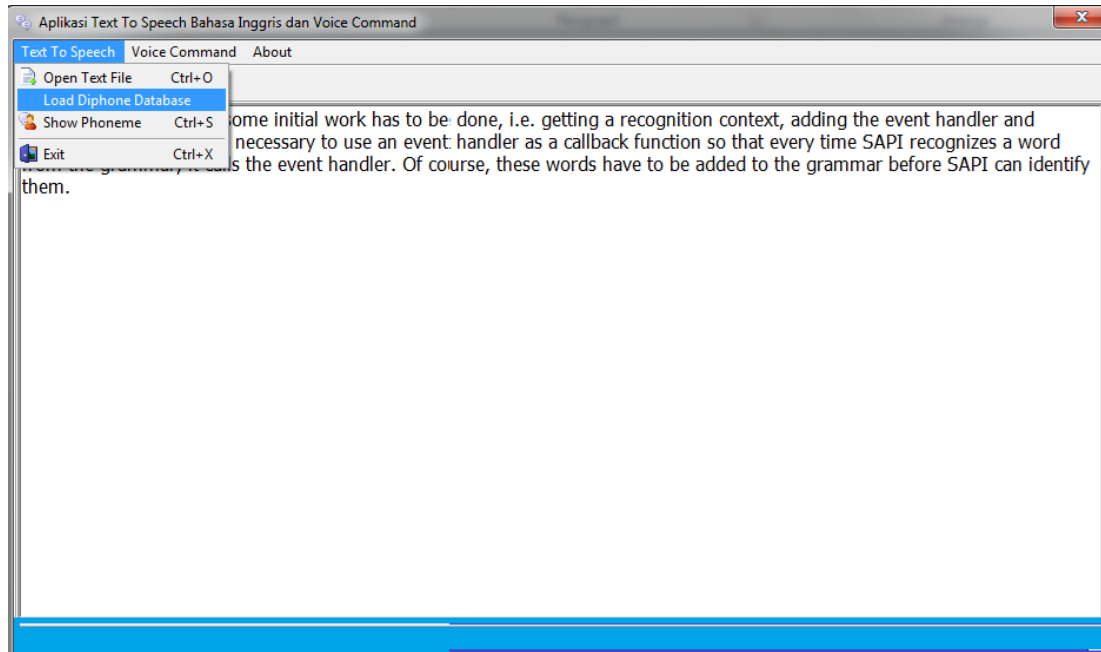 Aplikasi Text To Speech Bahasa Inggris dan Voice Command
Text To Speech Voice Command About
Open Text File Ctrl+O
Load Diphone Database
Show Phoneme Ctrl+S
Exit Ctrl+X
ome initial work has to be done, i.e. getting a recognition context, adding the event handler and
necessary to use an event handler as a callback function so that every time SAPI recognizes a word
s the event handler. Of course, these words have to be added to the grammar before SAPI can identify
them.